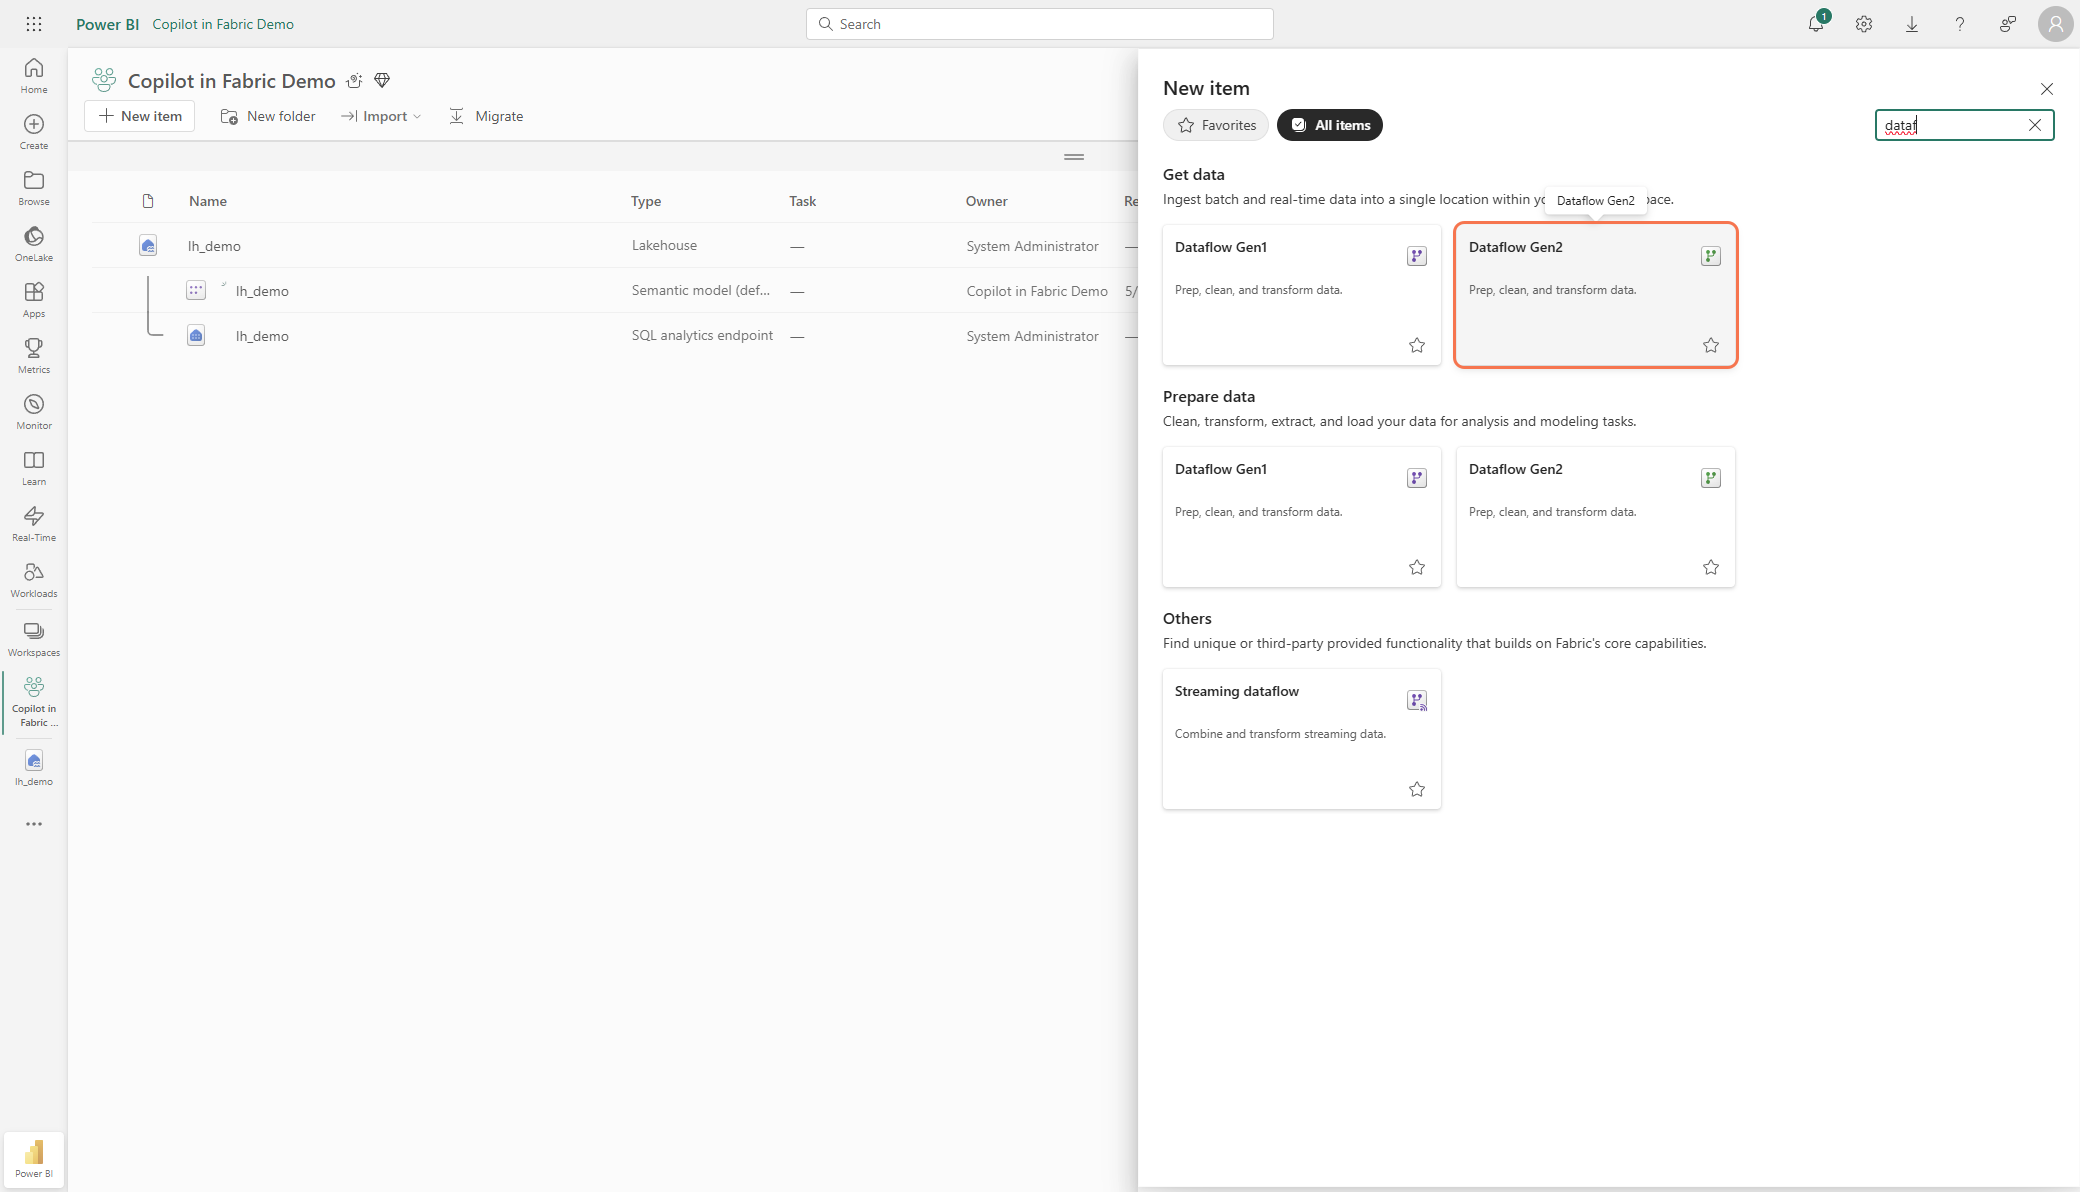 Power BI Copilot in Fabric Demo
Search
1
Home
Create
Browse
OneLake
Apps
Metrics
Monitor
Learn
Real-Time
Workloads
Workspaces
Copilot in
Fabric ...
lh_demo
Power BI
Copilot in Fabric Demo
New item New folder Import Migrate
Name Type Task Owner Re
lh_demo Lakehouse — System Administrator —
lh_demo Semantic model (def... — Copilot in Fabric Demo 5/
lh_demo SQL analytics endpoint — System Administrator —
New item
Favorites All items dataf
Get data
Ingest batch and real-time data into a single location within yo pace.
Dataflow Gen2
Dataflow Gen1
Prep, clean, and transform data.
Dataflow Gen2
Prep, clean, and transform data.
Prepare data
Clean, transform, extract, and load your data for analysis and modeling tasks.
Dataflow Gen1
Prep, clean, and transform data.
Dataflow Gen2
Prep, clean, and transform data.
Others
Find unique or third-party provided functionality that builds on Fabric's core capabilities.
Streaming dataflow
Combine and transform streaming data.